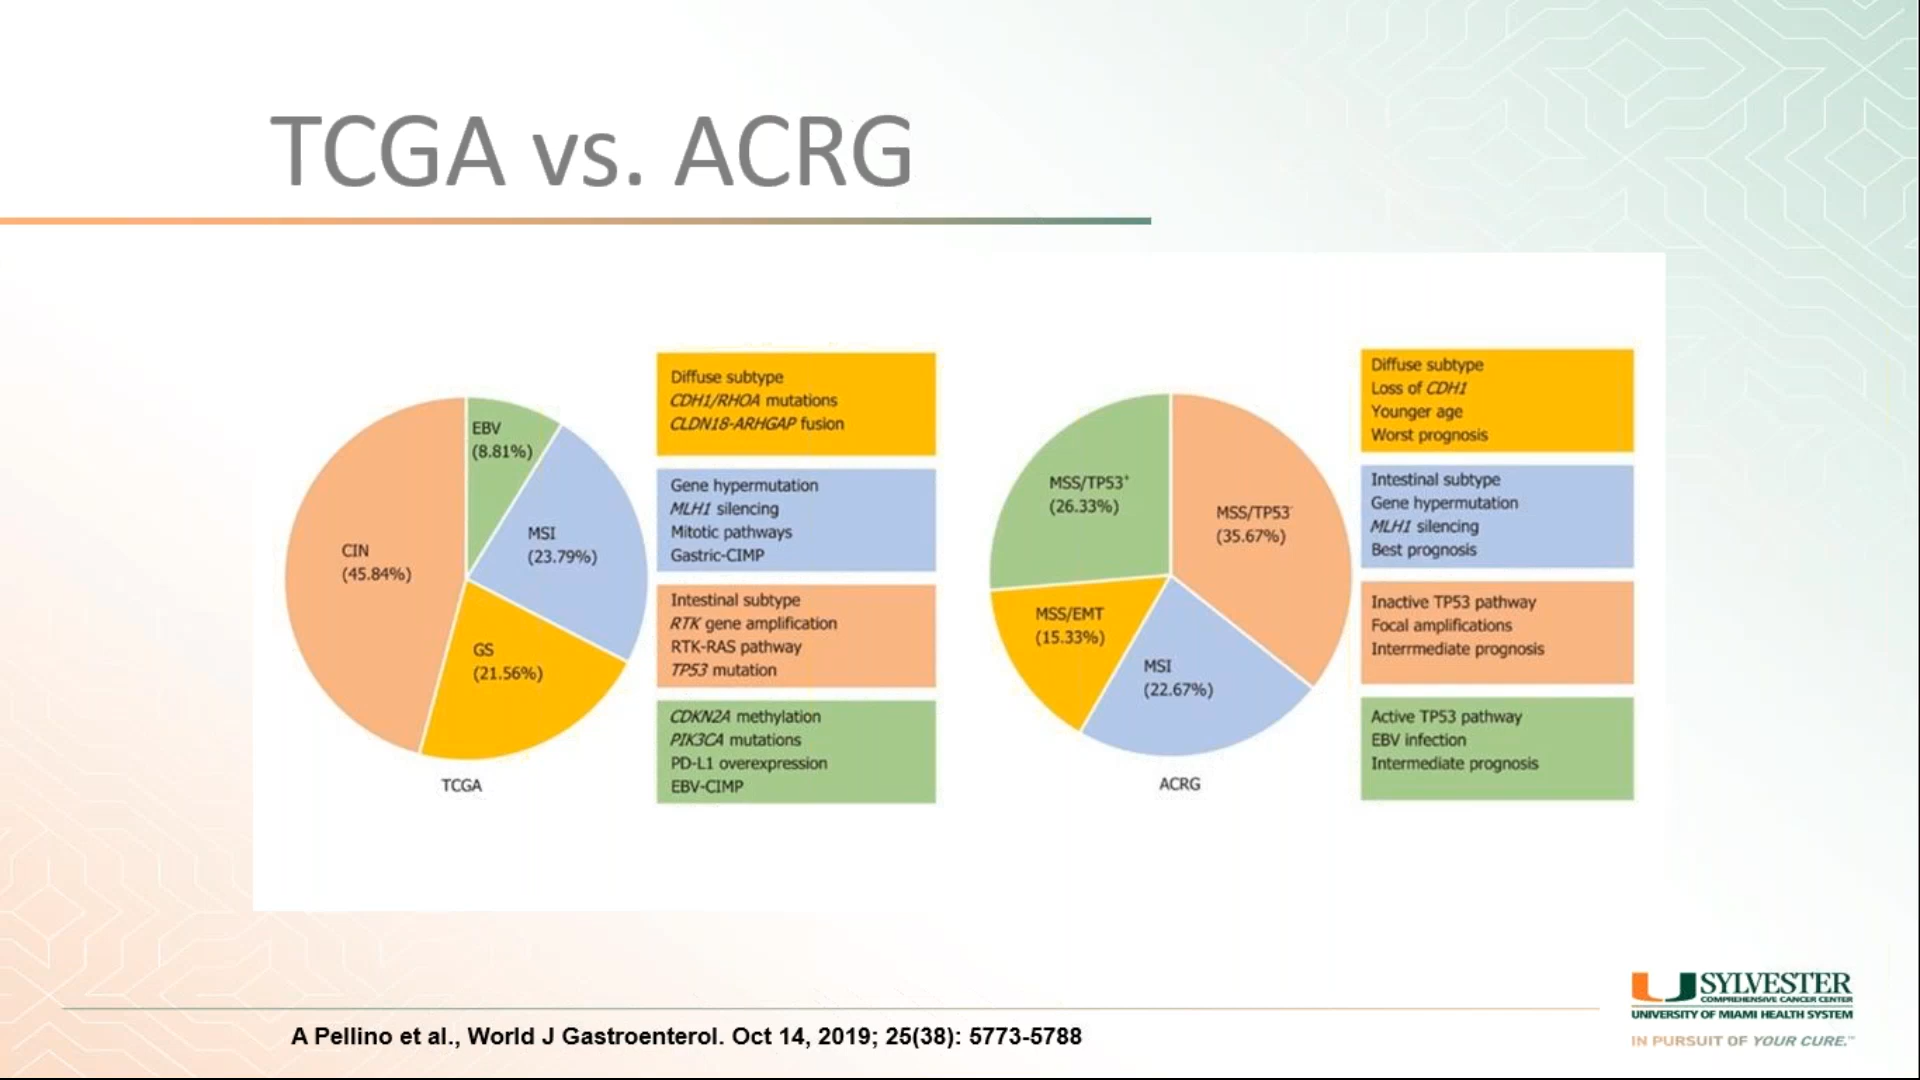 TCGA vs. ACRG
EBV
(8.81%)
MSI
(23.79%)
CIN
(45.84%)
GS
(21.56%)
TCGA
Diffuse subtype
CDH1/RHOA mutations
CLDN18-ARHGAP fusion
Gene hypermutation
MLH1 silencing
Mitotic pathways
Gastric-CIMP
Intestinal subtype
RTK gene amplification
RTK-RAS pathway
TP53 mutation
CDKN2A methylation
PIK3CA mutations
PD-L1 overexpression
EBV-CIMP
MSS/TP53⁺
(26.33%)
MSS/TP53⁻
(35.67%)
MSS/EMT
(15.33%)
MSI
(22.67%)
ACRG
Diffuse subtype
Loss of CDH1
Younger age
Worst prognosis
Intestinal subtype
Gene hypermutation
MLH1 silencing
Best prognosis
Inactive TP53 pathway
Focal amplifications
Interrmediate prognosis
Active TP53 pathway
EBV infection
Intermediate prognosis
A Pellino et al., World J Gastroenterol. Oct 14, 2019; 25(38): 5773-5788
SYLVESTER
COMPREHENSIVE CANCER CENTER
UNIVERSITY OF MIAMI HEALTH SYSTEM
IN PURSUIT OF YOUR CURE.™